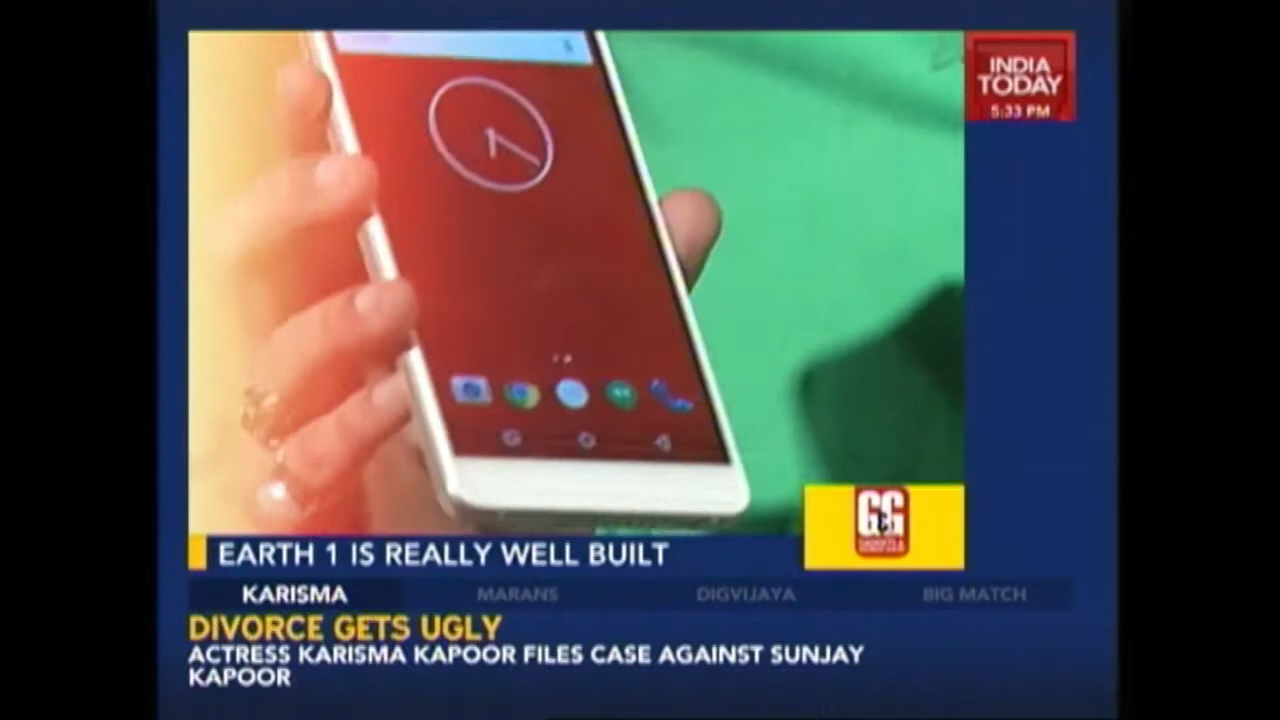 INDIA
TODAY
5:33 PM
G&G
EARTH 1 IS REALLY WELL BUILT
KARISMA
MARANS
DIGVIJAYA
BIG MATCH
DIVORCE GETS UGLY
ACTRESS KARISMA KAPOOR FILES CASE AGAINST SUNJAY
KAPOOR